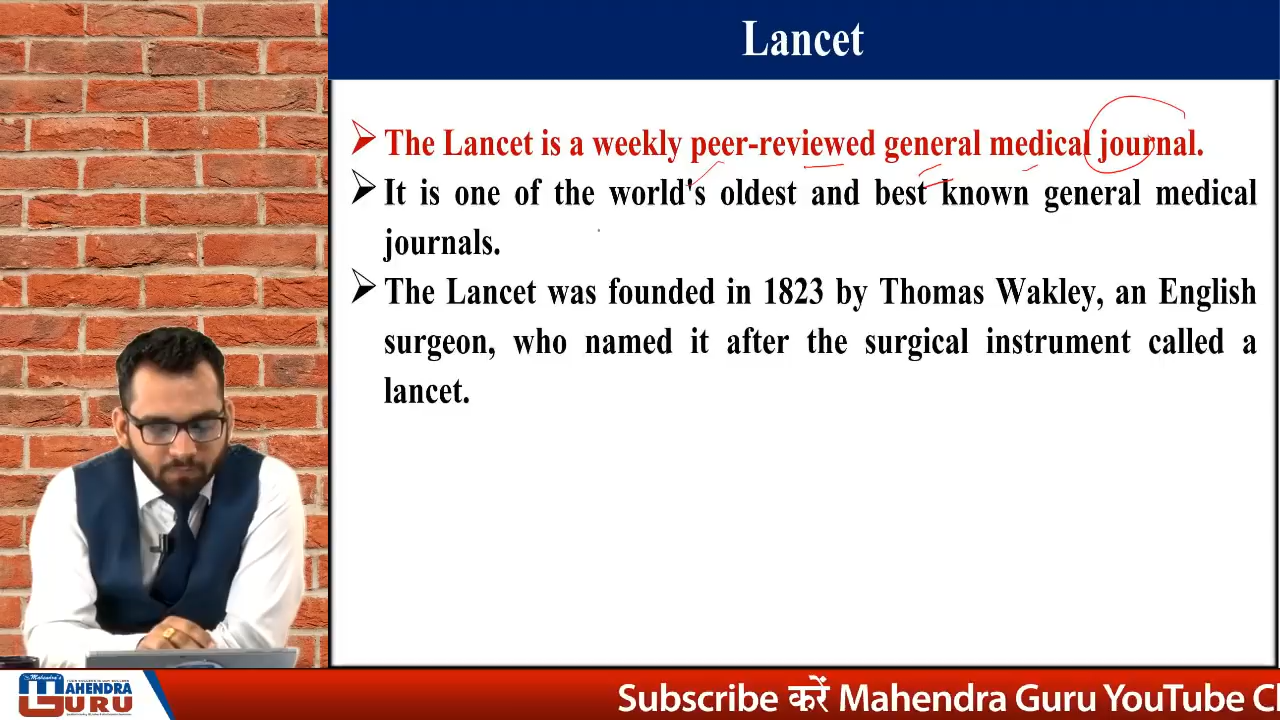 Lancet
The Lancet is a weekly peer-reviewed general medical journal.
It is one of the world's oldest and best known general medical
journals.
The Lancet was founded in 1823 by Thomas Wakley, an English
surgeon, who named it after the surgical instrument called a
lancet.
Mahendra's
MAHENDRA
GURU
Subscribe करें Mahendra Guru YouTube C